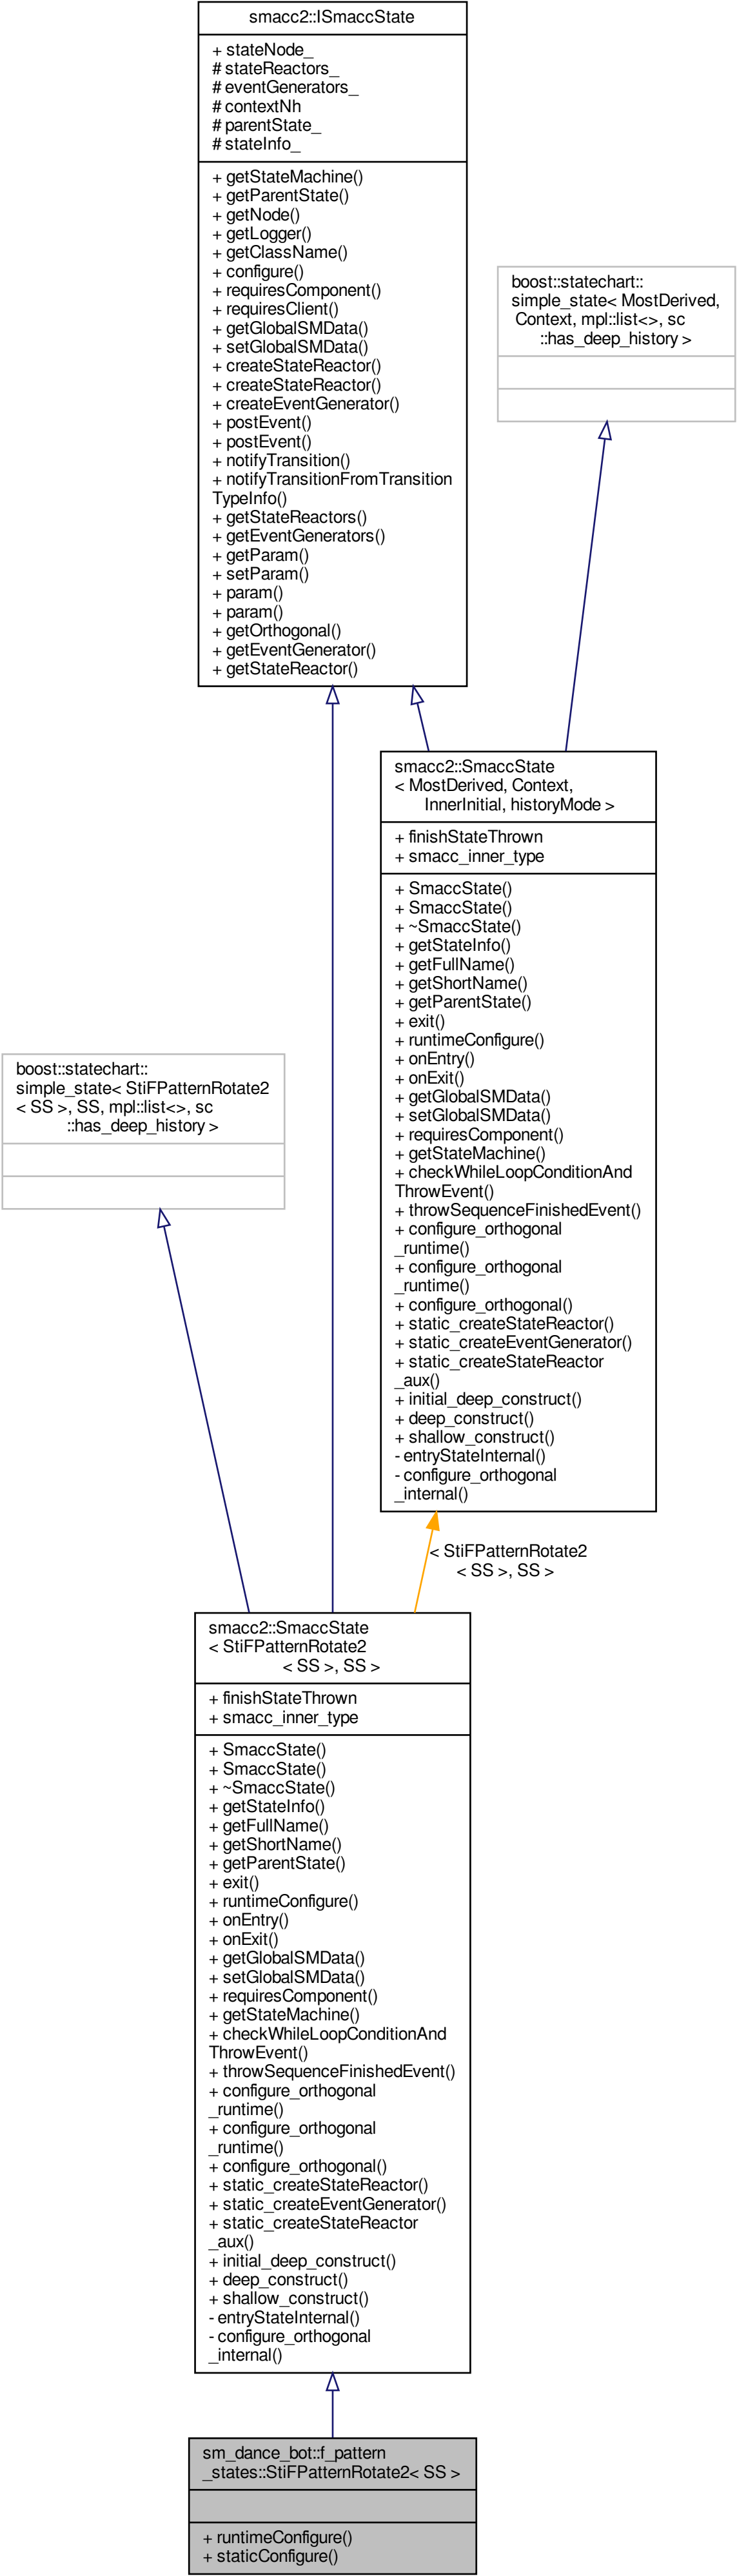 smacc2::ISmaccState
+ stateNode_
# stateReactors_
# eventGenerators_
# contextNh
# parentState_
# stateInfo_
+ getStateMachine()
+ getParentState()
+ getNode()
+ getLogger()
+ getClassName()
+ configure()
+ requiresComponent()
+ requiresClient()
+ getGlobalSMData()
+ setGlobalSMData()
+ createStateReactor()
+ createStateReactor()
+ createEventGenerator()
+ postEvent()
+ postEvent()
+ notifyTransition()
+ notifyTransitionFromTransition
TypeInfo()
+ getStateReactors()
+ getEventGenerators()
+ getParam()
+ setParam()
+ param()
+ param()
+ getOrthogonal()
+ getEventGenerator()
+ getStateReactor()
boost::statechart::
simple_state< MostDerived,
Context, mpl::list<>, sc
::has_deep_history >
smacc2::SmaccState
< MostDerived, Context,
InnerInitial, historyMode >
+ finishStateThrown
+ smacc_inner_type
+ SmaccState()
+ SmaccState()
+ ~SmaccState()
+ getStateInfo()
+ getFullName()
+ getShortName()
+ getParentState()
+ exit()
+ runtimeConfigure()
+ onEntry()
+ onExit()
+ getGlobalSMData()
+ setGlobalSMData()
+ requiresComponent()
+ getStateMachine()
+ checkWhileLoopConditionAnd
ThrowEvent()
+ throwSequenceFinishedEvent()
+ configure_orthogonal
_runtime()
+ configure_orthogonal
_runtime()
+ configure_orthogonal()
+ static_createStateReactor()
+ static_createEventGenerator()
+ static_createStateReactor
_aux()
+ initial_deep_construct()
+ deep_construct()
+ shallow_construct()
- entryStateInternal()
- configure_orthogonal
_internal()
boost::statechart::
simple_state< StiFPatternRotate2
< SS >, SS, mpl::list<>, sc
::has_deep_history >
< StiFPatternRotate2
< SS >, SS >
smacc2::SmaccState
< StiFPatternRotate2
< SS >, SS >
+ finishStateThrown
+ smacc_inner_type
+ SmaccState()
+ SmaccState()
+ ~SmaccState()
+ getStateInfo()
+ getFullName()
+ getShortName()
+ getParentState()
+ exit()
+ runtimeConfigure()
+ onEntry()
+ onExit()
+ getGlobalSMData()
+ setGlobalSMData()
+ requiresComponent()
+ getStateMachine()
+ checkWhileLoopConditionAnd
ThrowEvent()
+ throwSequenceFinishedEvent()
+ configure_orthogonal
_runtime()
+ configure_orthogonal
_runtime()
+ configure_orthogonal()
+ static_createStateReactor()
+ static_createEventGenerator()
+ static_createStateReactor
_aux()
+ initial_deep_construct()
+ deep_construct()
+ shallow_construct()
- entryStateInternal()
- configure_orthogonal
_internal()
sm_dance_bot::f_pattern
_states::StiFPatternRotate2< SS >
+ runtimeConfigure()
+ staticConfigure()